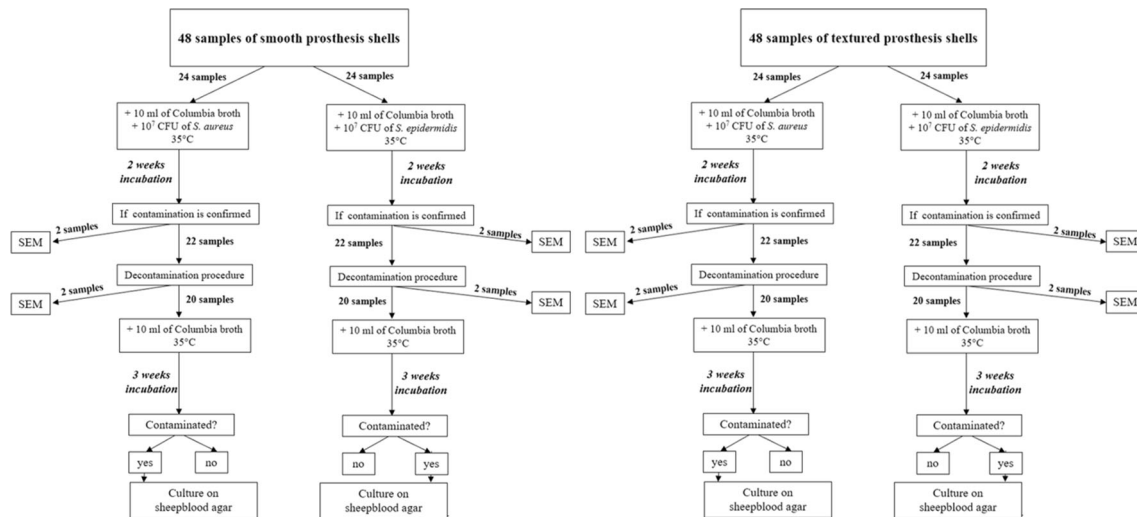 48 samples of smooth prosthesis shells
24 samples
24 samples
+ 10 ml of Columbia broth
+ 10⁷ CFU of S. aureus
35°C
+ 10 ml of Columbia broth
+ 10⁷ CFU of S. epidermidis
35°C
2 weeks
incubation
2 weeks
incubation
If contamination is confirmed
If contamination is confirmed
2 samples
SEM
22 samples
22 samples
2 samples
SEM
Decontamination procedure
Decontamination procedure
2 samples
SEM
20 samples
20 samples
2 samples
SEM
+ 10 ml of Columbia broth
35°C
+ 10 ml of Columbia broth
35°C
3 weeks
incubation
3 weeks
incubation
Contaminated?
Contaminated?
yes
no
no
yes
Culture on
sheepblood agar
Culture on
sheepblood agar
48 samples of textured prosthesis shells
24 samples
24 samples
+ 10 ml of Columbia broth
+ 10⁷ CFU of S. aureus
35°C
+ 10 ml of Columbia broth
+ 10⁷ CFU of S. epidermidis
35°C
2 weeks
incubation
2 weeks
incubation
If contamination is confirmed
If contamination is confirmed
2 samples
SEM
22 samples
22 samples
2 samples
SEM
Decontamination procedure
Decontamination procedure
2 samples
SEM
20 samples
20 samples
2 samples
SEM
+ 10 ml of Columbia broth
35°C
+ 10 ml of Columbia broth
35°C
3 weeks
incubation
3 weeks
incubation
Contaminated?
Contaminated?
yes
no
no
yes
Culture on
sheepblood agar
Culture on
sheepblood agar